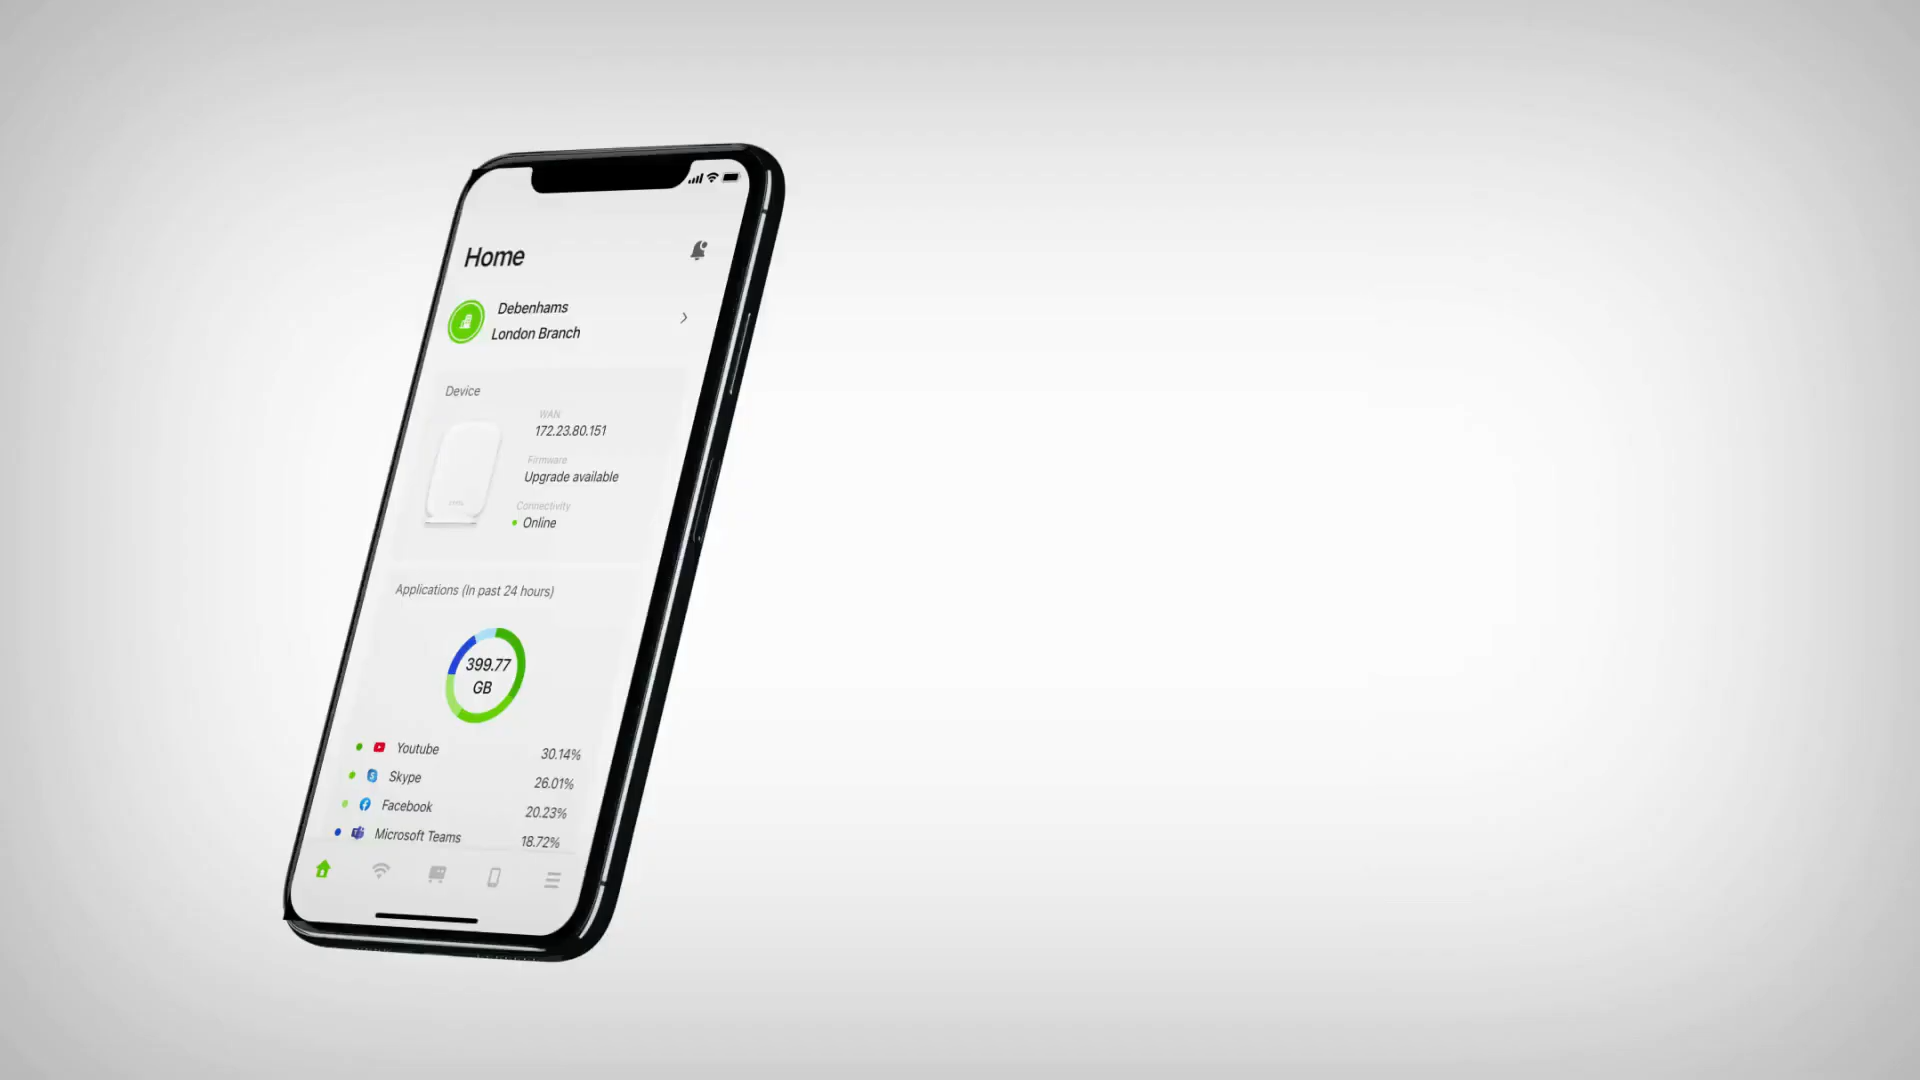 Home
Debenhams
London Branch
Device
WAN
172.23.80.151
Firmware
Upgrade available
Connectivity
Online
Applications (In past 24 hours)
399.77
GB
Youtube 30.14%
Skype 26.01%
Facebook 20.23%
Microsoft Teams 18.72%